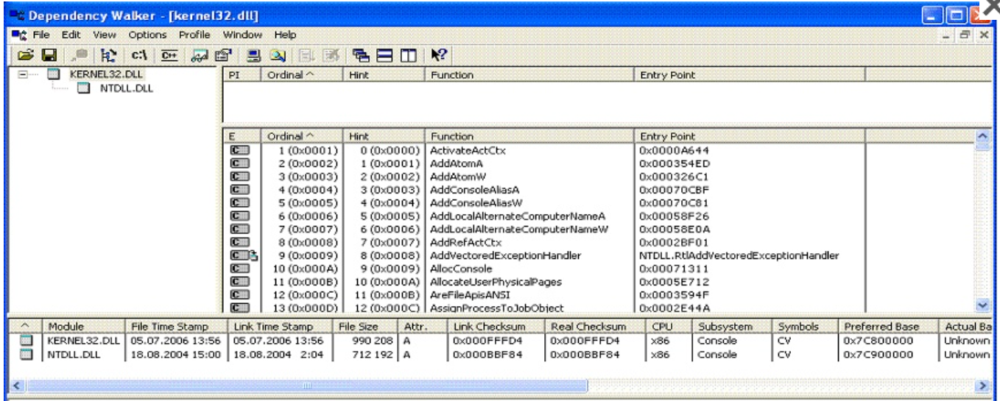 Dependency Walker - [kernel32.dll]
File Edit View Options Profile Window Help
C:\ C++
KERNEL32.DLL
NTDLL.DLL
PI Ordinal ^ Hint Function Entry Point
E Ordinal ^ Hint Function Entry Point
C 1 (0x0001) 0 (0x0000) ActivateActCtx 0x0000A644
C 2 (0x0002) 1 (0x0001) AddAtomA 0x000354ED
C 3 (0x0003) 2 (0x0002) AddAtomW 0x000326C1
C 4 (0x0004) 3 (0x0003) AddConsoleAliasA 0x00070CBF
C 5 (0x0005) 4 (0x0004) AddConsoleAliasW 0x00070C81
C 6 (0x0006) 5 (0x0005) AddLocalAlternateComputerNameA 0x00058F26
C 7 (0x0007) 6 (0x0006) AddLocalAlternateComputerNameW 0x00058E0A
C 8 (0x0008) 7 (0x0007) AddRefActCtx 0x0002BF01
C 9 (0x0009) 8 (0x0008) AddVectoredExceptionHandler NTDLL.RtlAddVectoredExceptionHandler
C 10 (0x000A) 9 (0x0009) AllocConsole 0x00071311
C 11 (0x000B) 10 (0x000A) AllocateUserPhysicalPages 0x0005E712
C 12 (0x000C) 11 (0x000B) AreFileApisANSI 0x0003594F
C 13 (0x000D) 12 (0x000C) AssignProcessToJobObject 0x0002E44A
^ Module File Time Stamp Link Time Stamp File Size Attr. Link Checksum Real Checksum CPU Subsystem Symbols Preferred Base Actual Ba
KERNEL32.DLL 05.07.2006 13:56 05.07.2006 13:56 990 208 A 0x000FFFD4 0x000FFFD4 x86 Console CV 0x7C800000 Unknown
NTDLL.DLL 18.08.2004 15:00 18.08.2004 2:04 712 192 A 0x000BBF84 0x000BBF84 x86 Console CV 0x7C900000 Unknown